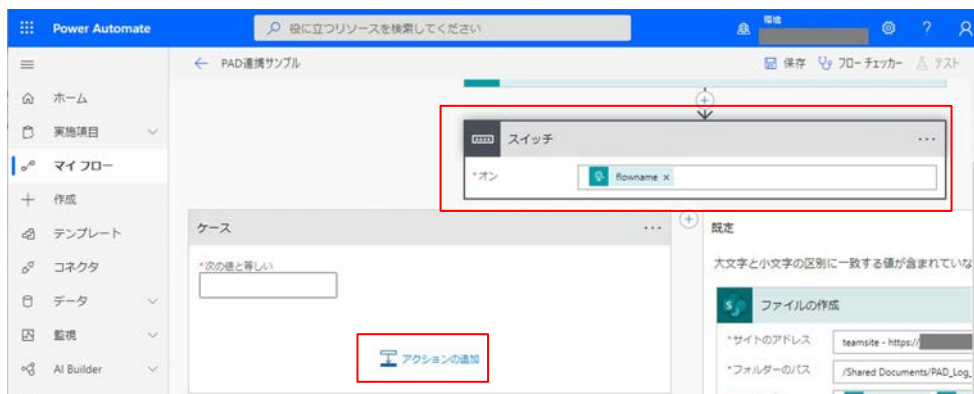 Power Automate
役に立つリソースを検索してください
環境
PAD連携サンプル
保存
フロー チェッカー
テスト
ホーム
実施項目
マイ フロー
作成
テンプレート
コネクタ
データ
監視
AI Builder
スイッチ
*オン
flowname ×
ケース
*次の値と等しい
アクションの追加
既定
大文字と小文字の区別に一致する値が含まれていな
ファイルの作成
*サイトのアドレス
teamsite - https://
*フォルダーのパス
/Shared Documents/PAD_Log_